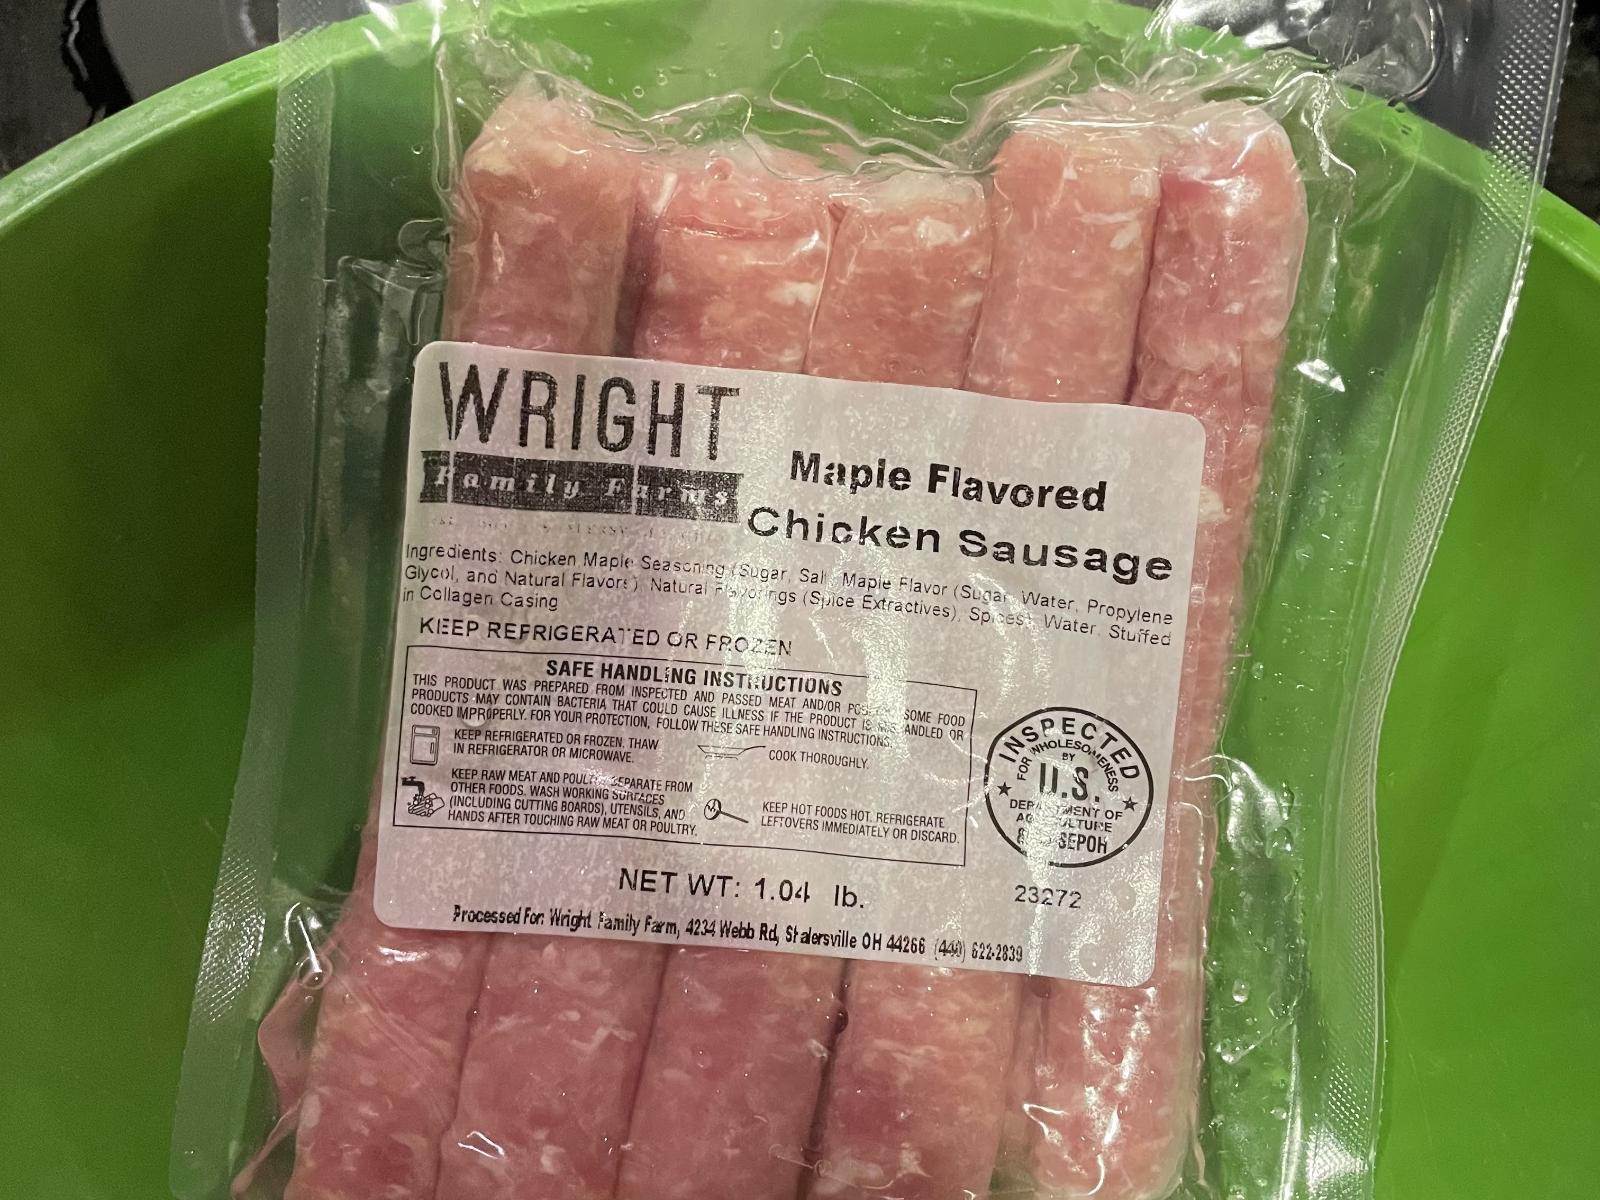 WRIGHT
Family Farms
Maple Flavored
Chicken Sausage
Ingredients: Chicken Maple Seasoning (Sugar, Salt, Maple Flavor (Sugar, Water, Propylene
Glycol, and Natural Flavors), Natural Flavorings (Spice Extractives), Spices), Water, Stuffed
in Collagen Casing
KEEP REFRIGERATED OR FROZEN
SAFE HANDLING INSTRUCTIONS
THIS PRODUCT WAS PREPARED FROM INSPECTED AND PASSED MEAT AND/OR SOME FOOD
PRODUCTS MAY CONTAIN BACTERIA THAT COULD CAUSE ILLNESS IF THE PRODUCT IS OR
COOKED IMPROPERLY. FOR YOUR PROTECTION, FOLLOW THESE SAFE HANDLING INSTRUCTIONS.
KEEP REFRIGERATED OR FROZEN. THAW
IN REFRIGERATOR OR MICROWAVE.
COOK THOROUGHLY.
KEEP RAW MEAT AND POULTRY SEPARATE FROM
OTHER FOODS. WASH WORKING SURFACES
(INCLUDING CUTTING BOARDS), UTENSILS, AND
HANDS AFTER TOUCHING RAW MEAT OR POULTRY.
KEEP HOT FOODS HOT. REFRIGERATE
LEFTOVERS IMMEDIATELY OR DISCARD.
INSPECTED
FOR WHOLESOMENESS
BY
U.S.
DEPARTMENT OF
AGRICULTURE
SEPOH
NET WT: 1.04 lb.
23272
Processed For: Wright Family Farm, 4234 Webb Rd, Shalersville OH 44266 (440) 622-2839